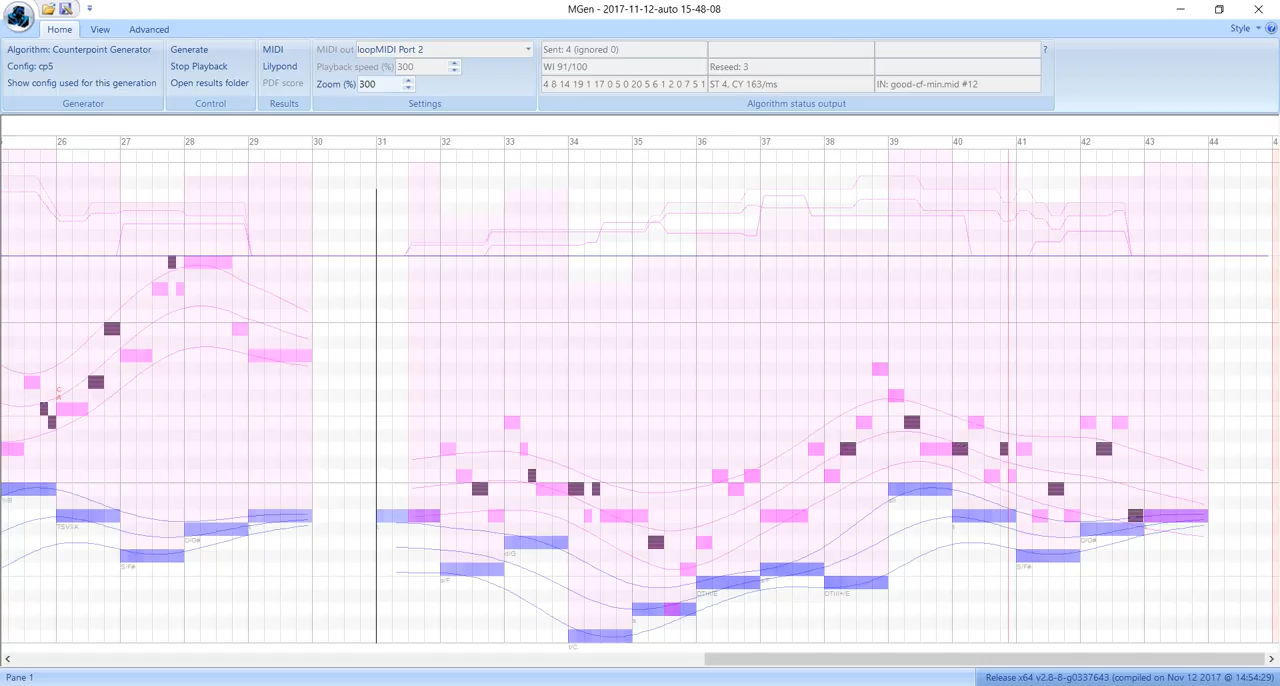 MGen - 2017-11-12-auto 15-48-08
Home View Advanced Style
Algorithm: Counterpoint Generator Generate MIDI MIDI out loopMIDI Port 2 Sent: 4 (ignored 0) ?
Config: cp5 Stop Playback Lilypond Playback speed (%) 300 WI 91/100 Reseed: 3
Show config used for this generation Open results folder PDF score Zoom (%) 300 4 8 14 19 1 17 0 5 0 20 5 6 1 2 0 7 5 1 ST 4, CY 163/ms IN: good-cf-min.mid #12
Generator Control Results Settings Algorithm status output
26 27 28 29 30 31 32 33 34 35 36 37 38 39 40 41 42 43 44
C
A
D/G# D/G#
S/F# S/F#
DTIII/E DTIII/E
Pane 1 Release x64 v2.8-8-g0337643 (compiled on Nov 12 2017 @ 14:54:29)